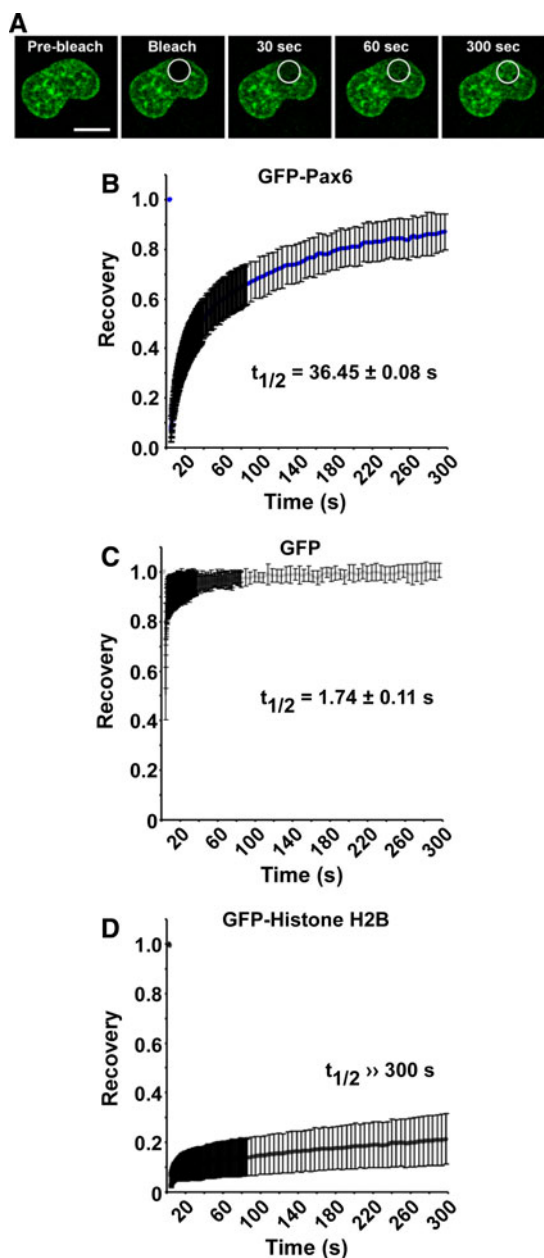 A
Pre-bleach Bleach 30 sec 60 sec 300 sec
B
GFP-Pax6
1.0
0.8
0.6
0.4
0.2
0.0
Recovery
t1/2 = 36.45 ± 0.08 s
20 60 100 140 180 220 260 300
Time (s)
C
GFP
1.0
0.8
0.6
0.4
0.2
0
Recovery
t1/2 = 1.74 ± 0.11 s
20 60 100 140 180 220 260 300
Time (s)
D
GFP-Histone H2B
1.0
0.8
0.6
0.4
0.2
0
Recovery
t1/2 ›› 300 s
20 60 100 140 180 220 260 300
Time (s)